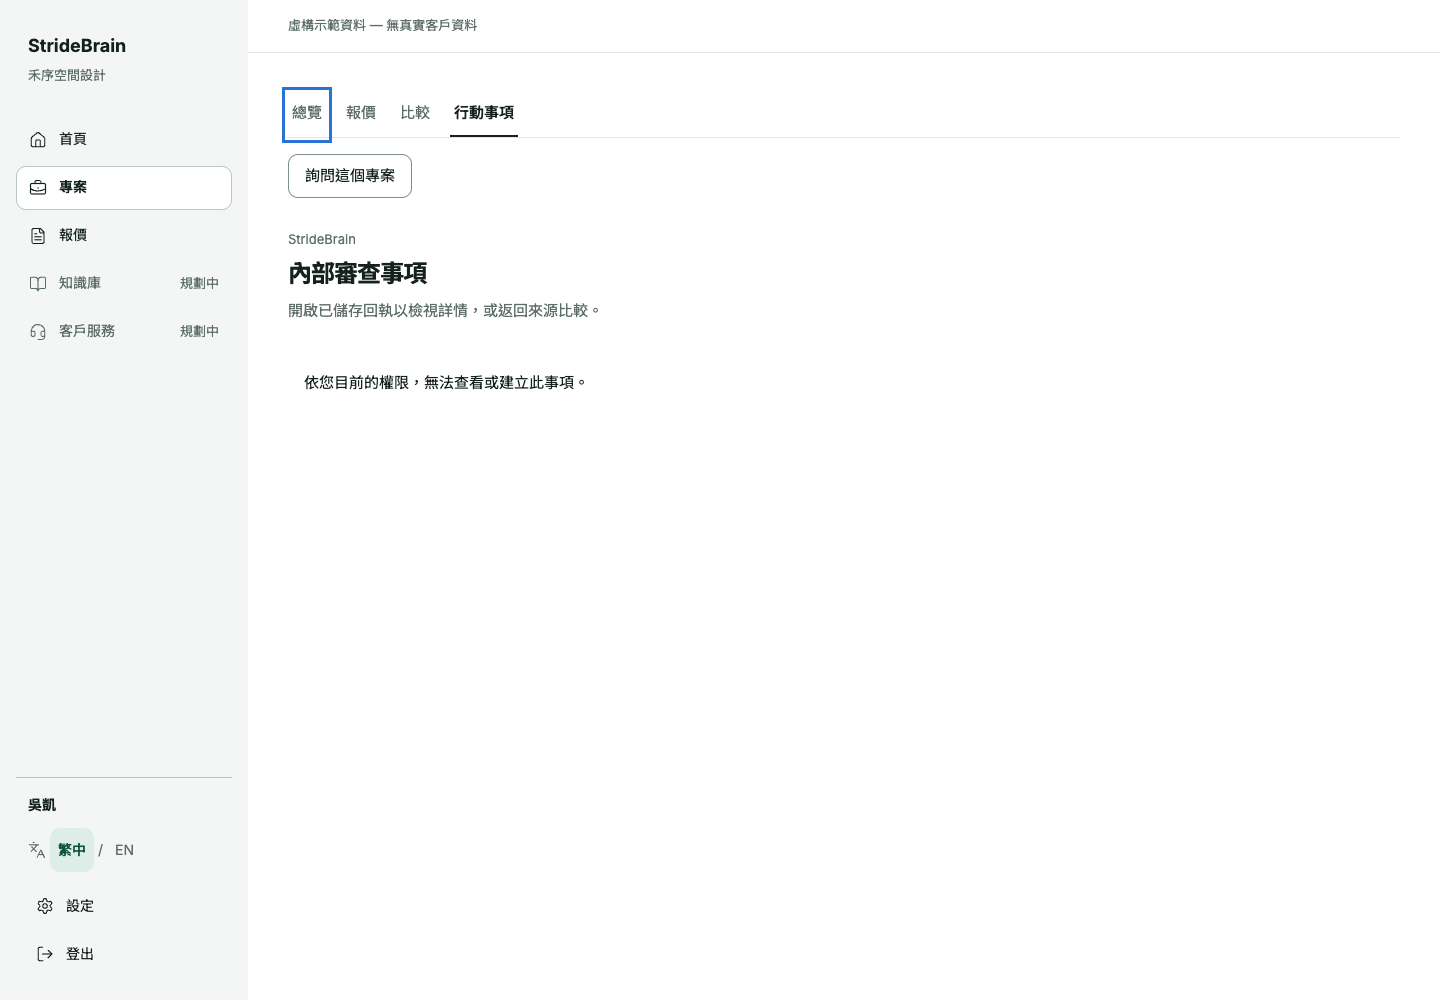 StrideBrain
禾序空間設計
首頁
專案
報價
知識庫 規劃中
客戶服務 規劃中
吳凱
繁中 / EN
設定
登出
虛構示範資料 — 無真實客戶資料
總覽 報價 比較 行動事項
詢問這個專案
StrideBrain
內部審查事項
開啟已儲存回執以檢視詳情，或返回來源比較。
依您目前的權限，無法查看或建立此事項。